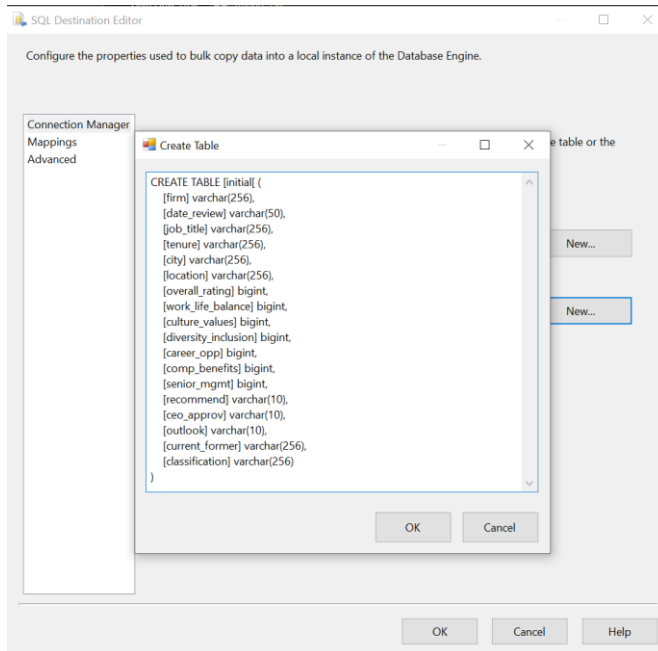 SQL Destination Editor
Configure the properties used to bulk copy data into a local instance of the Database Engine.
Connection Manager
Mappings
Advanced
e table or the
New...
New...
Create Table
CREATE TABLE [initial[ (
[firm] varchar(256),
[date_review] varchar(50),
[job_title] varchar(256),
[tenure] varchar(256),
[city] varchar(256),
[location] varchar(256),
[overall_rating] bigint,
[work_life_balance] bigint,
[culture_values] bigint,
[diversity_inclusion] bigint,
[career_opp] bigint,
[comp_benefits] bigint,
[senior_mgmt] bigint,
[recommend] varchar(10),
[ceo_approv] varchar(10),
[outlook] varchar(10),
[current_former] varchar(256),
[classification] varchar(256)
)
OK Cancel
OK Cancel Help